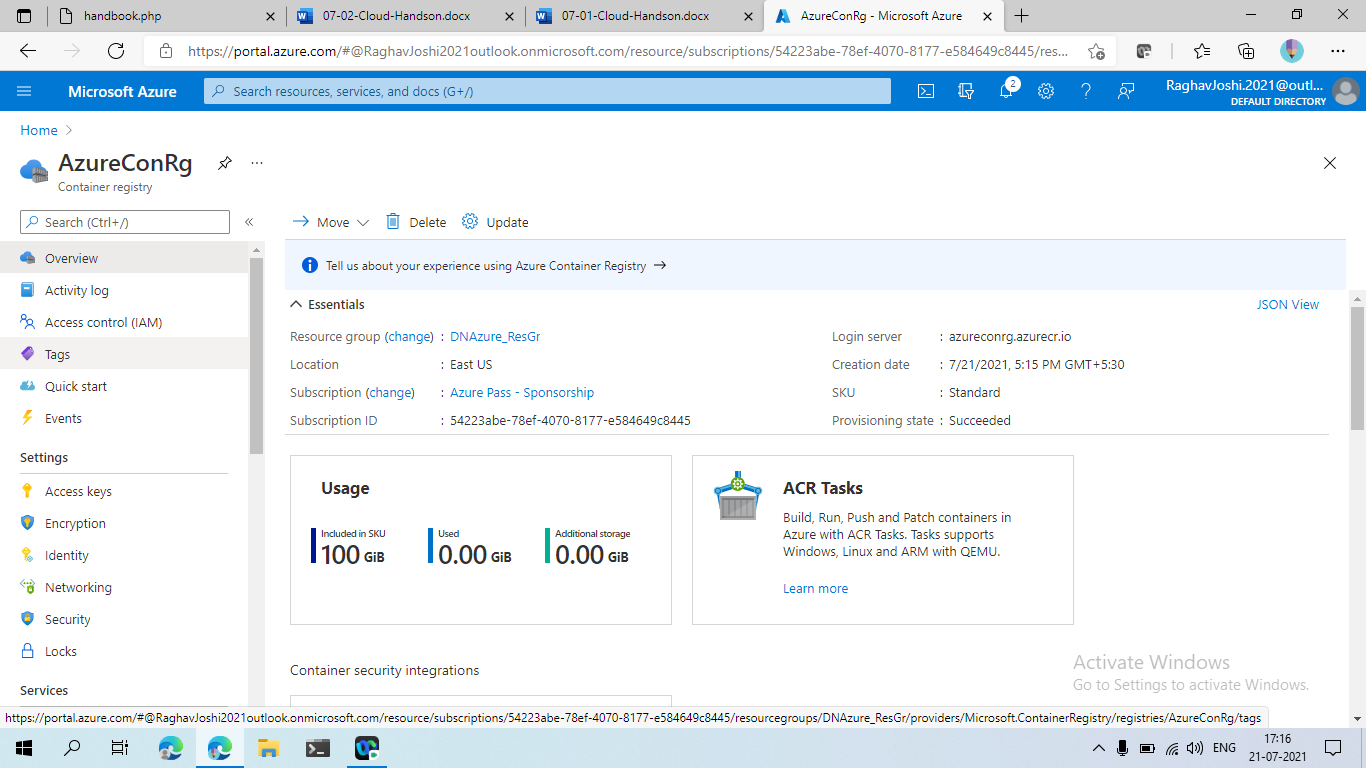 handbook.php
07-02-Cloud-Handson.docx
07-01-Cloud-Handson.docx
AzureConRg - Microsoft Azure
https://portal.azure.com/#@RaghavJoshi2021outlook.onmicrosoft.com/resource/subscriptions/54223abe-78ef-4070-8177-e584649c8445/res...
Microsoft Azure
Search resources, services, and docs (G+/)
2
RaghavJoshi.2021@outl...
DEFAULT DIRECTORY
Home
AzureConRg
Container registry
Search (Ctrl+/)
«
Move
Delete
Update
Overview
Activity log
Access control (IAM)
Tags
Quick start
Events
Settings
Access keys
Encryption
Identity
Networking
Security
Locks
Services
Tell us about your experience using Azure Container Registry →
Essentials
JSON View
Resource group (change) : DNAzure_ResGr
Location : East US
Subscription (change) : Azure Pass - Sponsorship
Subscription ID : 54223abe-78ef-4070-8177-e584649c8445
Login server : azureconrg.azurecr.io
Creation date : 7/21/2021, 5:15 PM GMT+5:30
SKU : Standard
Provisioning state : Succeeded
Usage
Included in SKU
100 GiB
Used
0.00 GiB
Additional storage
0.00 GiB
ACR Tasks
Build, Run, Push and Patch containers in
Azure with ACR Tasks. Tasks supports
Windows, Linux and ARM with QEMU.
Learn more
Container security integrations
Activate Windows
Go to Settings to activate Windows.
https://portal.azure.com/#@RaghavJoshi2021outlook.onmicrosoft.com/resource/subscriptions/54223abe-78ef-4070-8177-e584649c8445/resourcegroups/DNAzure_ResGr/providers/Microsoft.ContainerRegistry/registries/AzureConRg/tags
ENG
17:16
21-07-2021